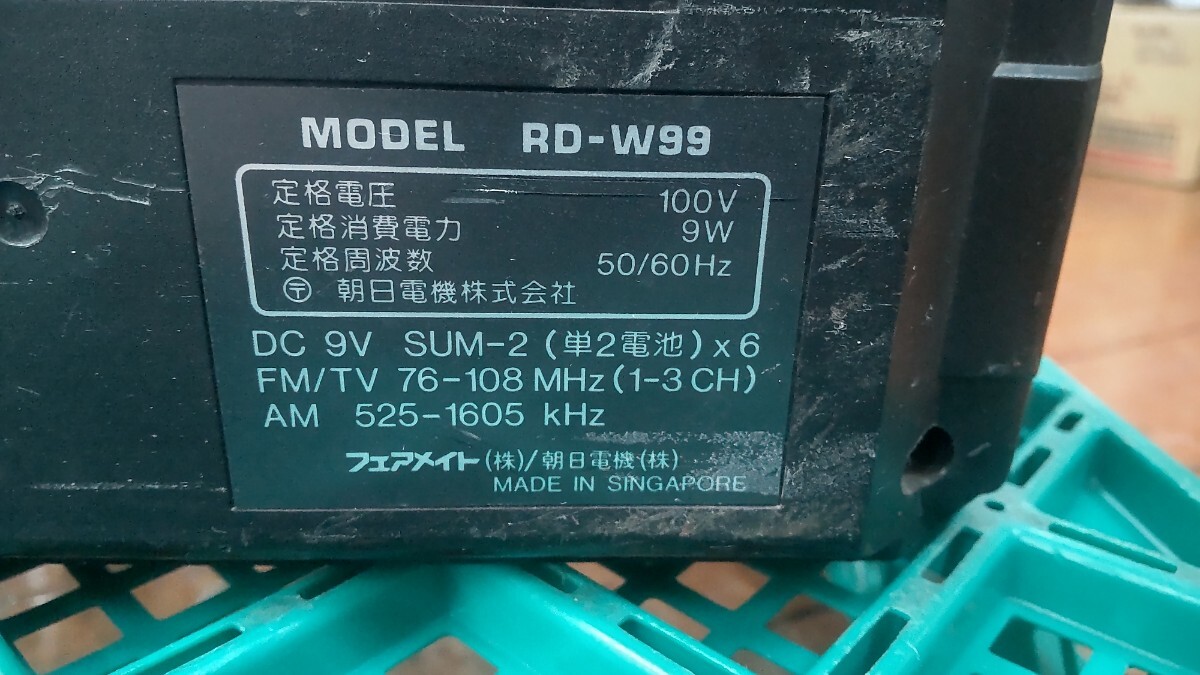 MODEL RD-W99
定格電圧 100V
定格消費電力 9W
定格周波数 50/60Hz
〶 朝日電機株式会社
DC 9V SUM-2 (単2電池) x 6
FM/TV 76-108 MHz (1-3 CH)
AM 525-1605 kHz
フェアメイト (株)/朝日電機 (株)
MADE IN SINGAPORE